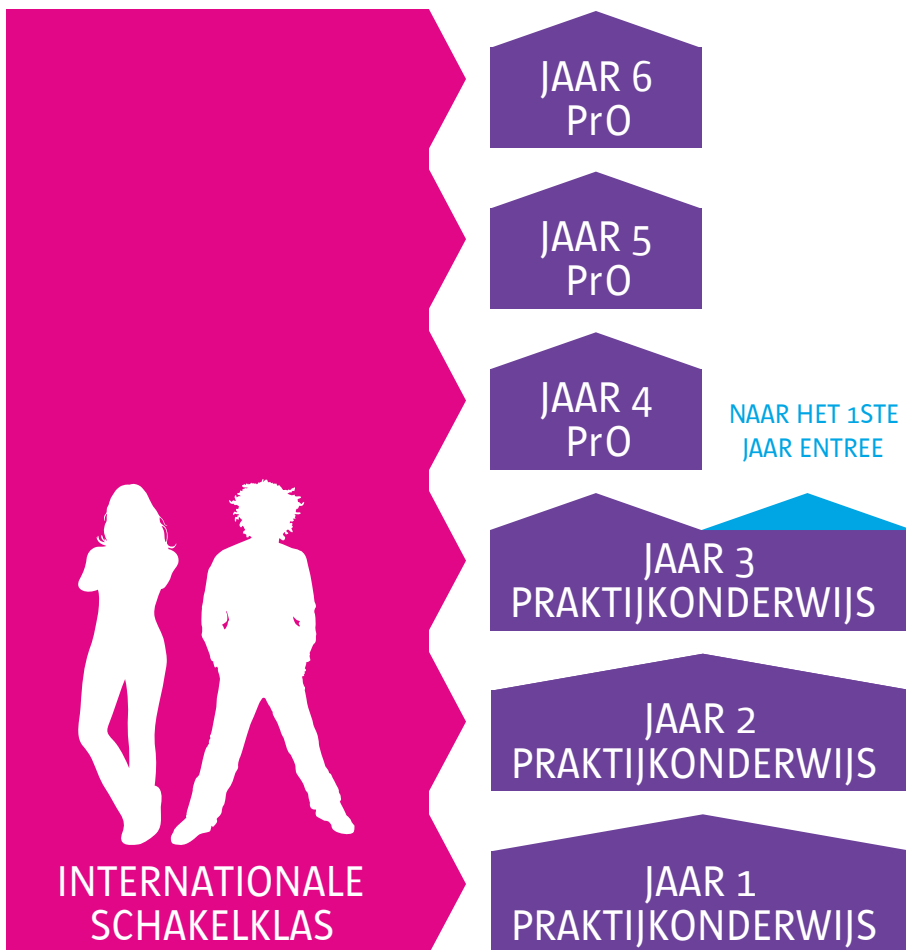 JAAR 6
PrO
JAAR 5
PrO
JAAR 4
PrO
NAAR HET 1STE
JAAR ENTREE
JAAR 3
PRAKTIJKONDERWIJS
JAAR 2
PRAKTIJKONDERWIJS
INTERNATIONALE
SCHAKELKLAS
JAAR 1
PRAKTIJKONDERWIJS